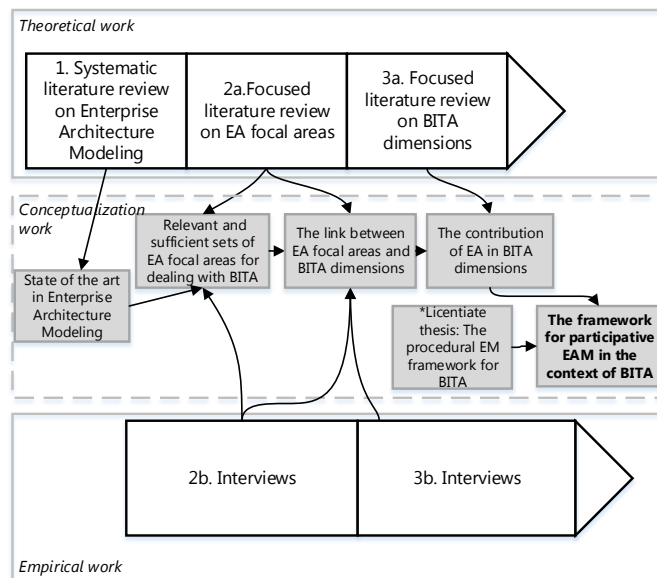 Theoretical work
1. Systematic
literature review
on Enterprise
Architecture
Modeling
2a.Focused
literature review
on EA focal areas
3a. Focused
literature review
on BITA
dimensions
Conceptualization
work
Relevant and
sufficient sets of
EA focal areas for
dealing with BITA
The link between
EA focal areas and
BITA dimensions
The contribution
of EA in BITA
dimensions
State of the art
in Enterprise
Architecture
Modeling
*Licentiate
thesis: The
procedural EM
framework for
BITA
The framework
for participative
EAM in the
context of BITA
2b. Interviews
3b. Interviews
Empirical work